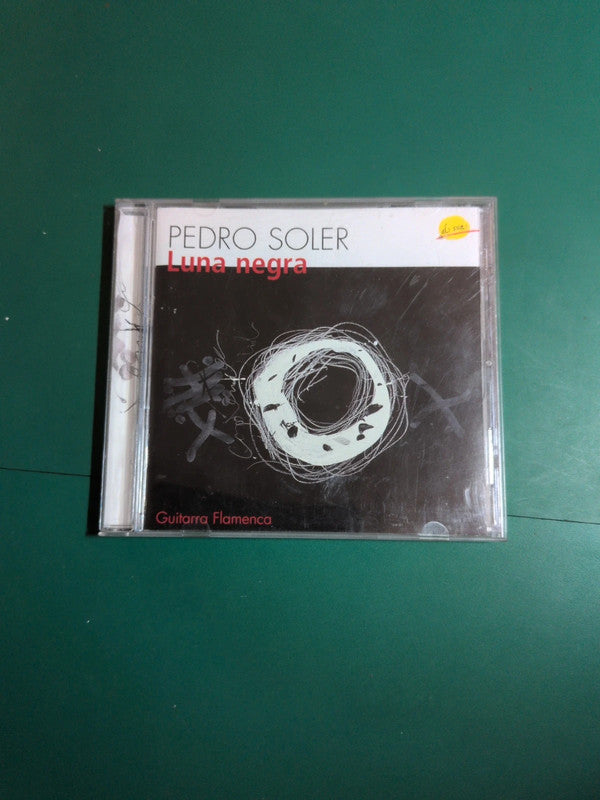 PEDRO SOLER
Luna negra
Guitarra Flamenca